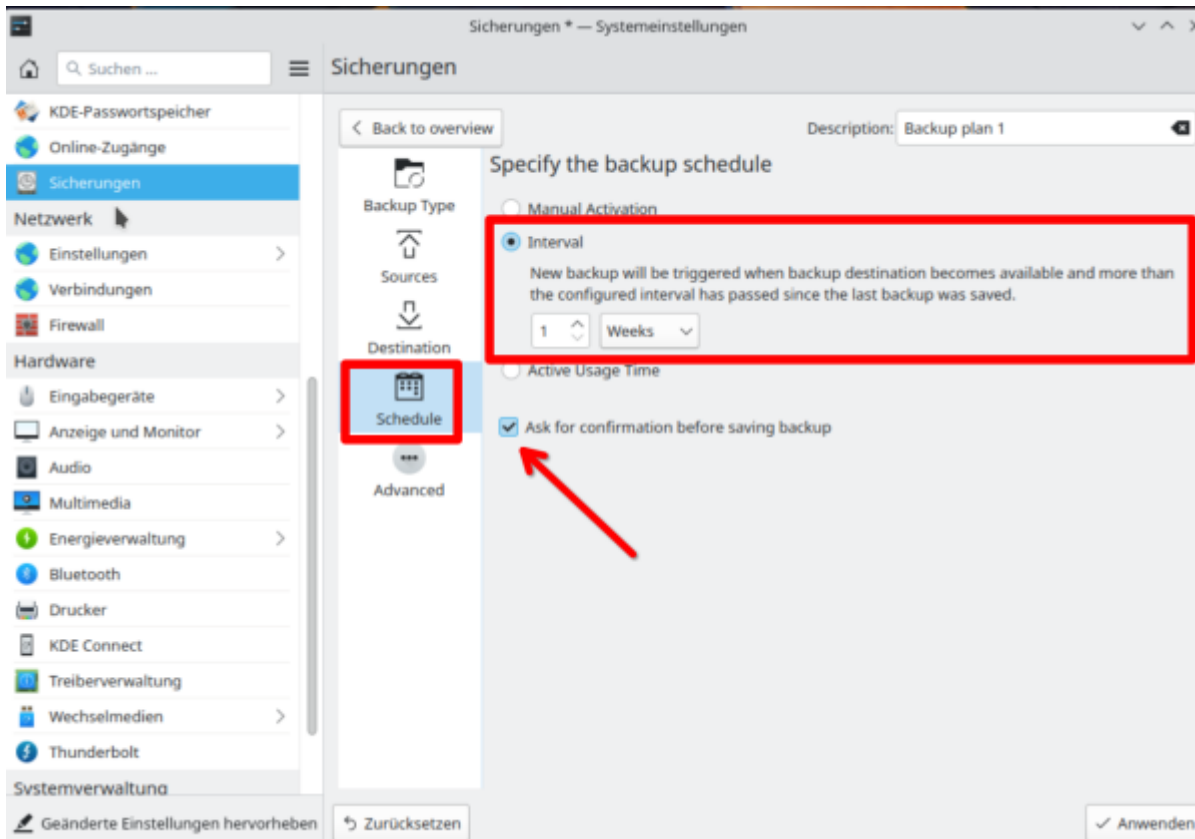 Sicherungen * — Systemeinstellungen
Suchen ...
Sicherungen
KDE-Passwortspeicher
Online-Zugänge
Sicherungen
Netzwerk
Einstellungen
Verbindungen
Firewall
Hardware
Eingabegeräte
Anzeige und Monitor
Audio
Multimedia
Energieverwaltung
Bluetooth
Drucker
KDE Connect
Treiberverwaltung
Wechselmedien
Thunderbolt
Systemverwaltung
Geänderte Einstellungen hervorheben
Back to overview
Description: Backup plan 1
Backup Type
Sources
Destination
Schedule
Advanced
Specify the backup schedule
Manual Activation
Interval
New backup will be triggered when backup destination becomes available and more than
the configured interval has passed since the last backup was saved.
1 Weeks
Active Usage Time
Ask for confirmation before saving backup
Zurücksetzen
Anwenden